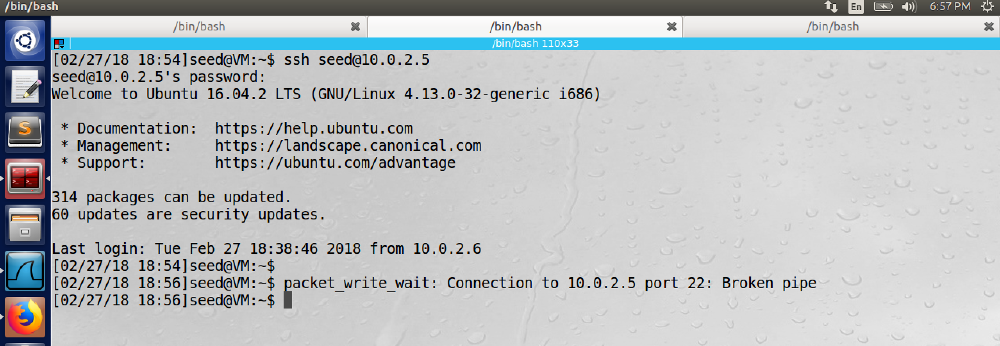 /bin/bash
En
6:57 PM
/bin/bash
/bin/bash
/bin/bash
/bin/bash 110x33
[02/27/18 18:54]seed@VM:~$ ssh seed@10.0.2.5
seed@10.0.2.5's password:
Welcome to Ubuntu 16.04.2 LTS (GNU/Linux 4.13.0-32-generic i686)
* Documentation:  https://help.ubuntu.com
* Management:     https://landscape.canonical.com
* Support:        https://ubuntu.com/advantage
314 packages can be updated.
60 updates are security updates.
Last login: Tue Feb 27 18:38:46 2018 from 10.0.2.6
[02/27/18 18:54]seed@VM:~$
[02/27/18 18:56]seed@VM:~$ packet_write_wait: Connection to 10.0.2.5 port 22: Broken pipe
[02/27/18 18:56]seed@VM:~$